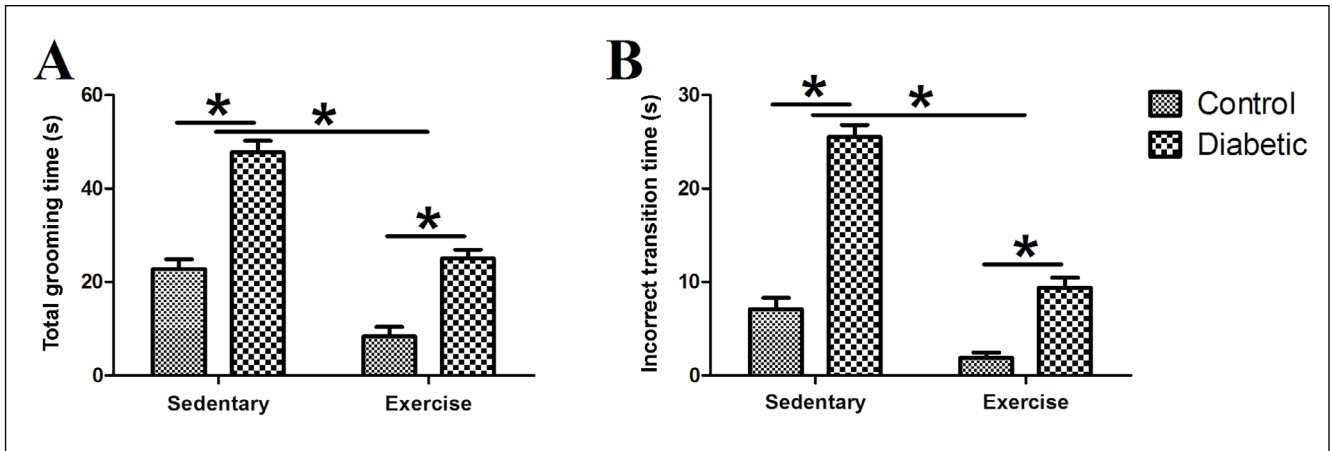 A
Total grooming time (s)
60
40
20
0
*
*
*
Sedentary
Exercise
B
Incorrect transition time (s)
30
20
10
0
*
*
*
Sedentary
Exercise
Control
Diabetic